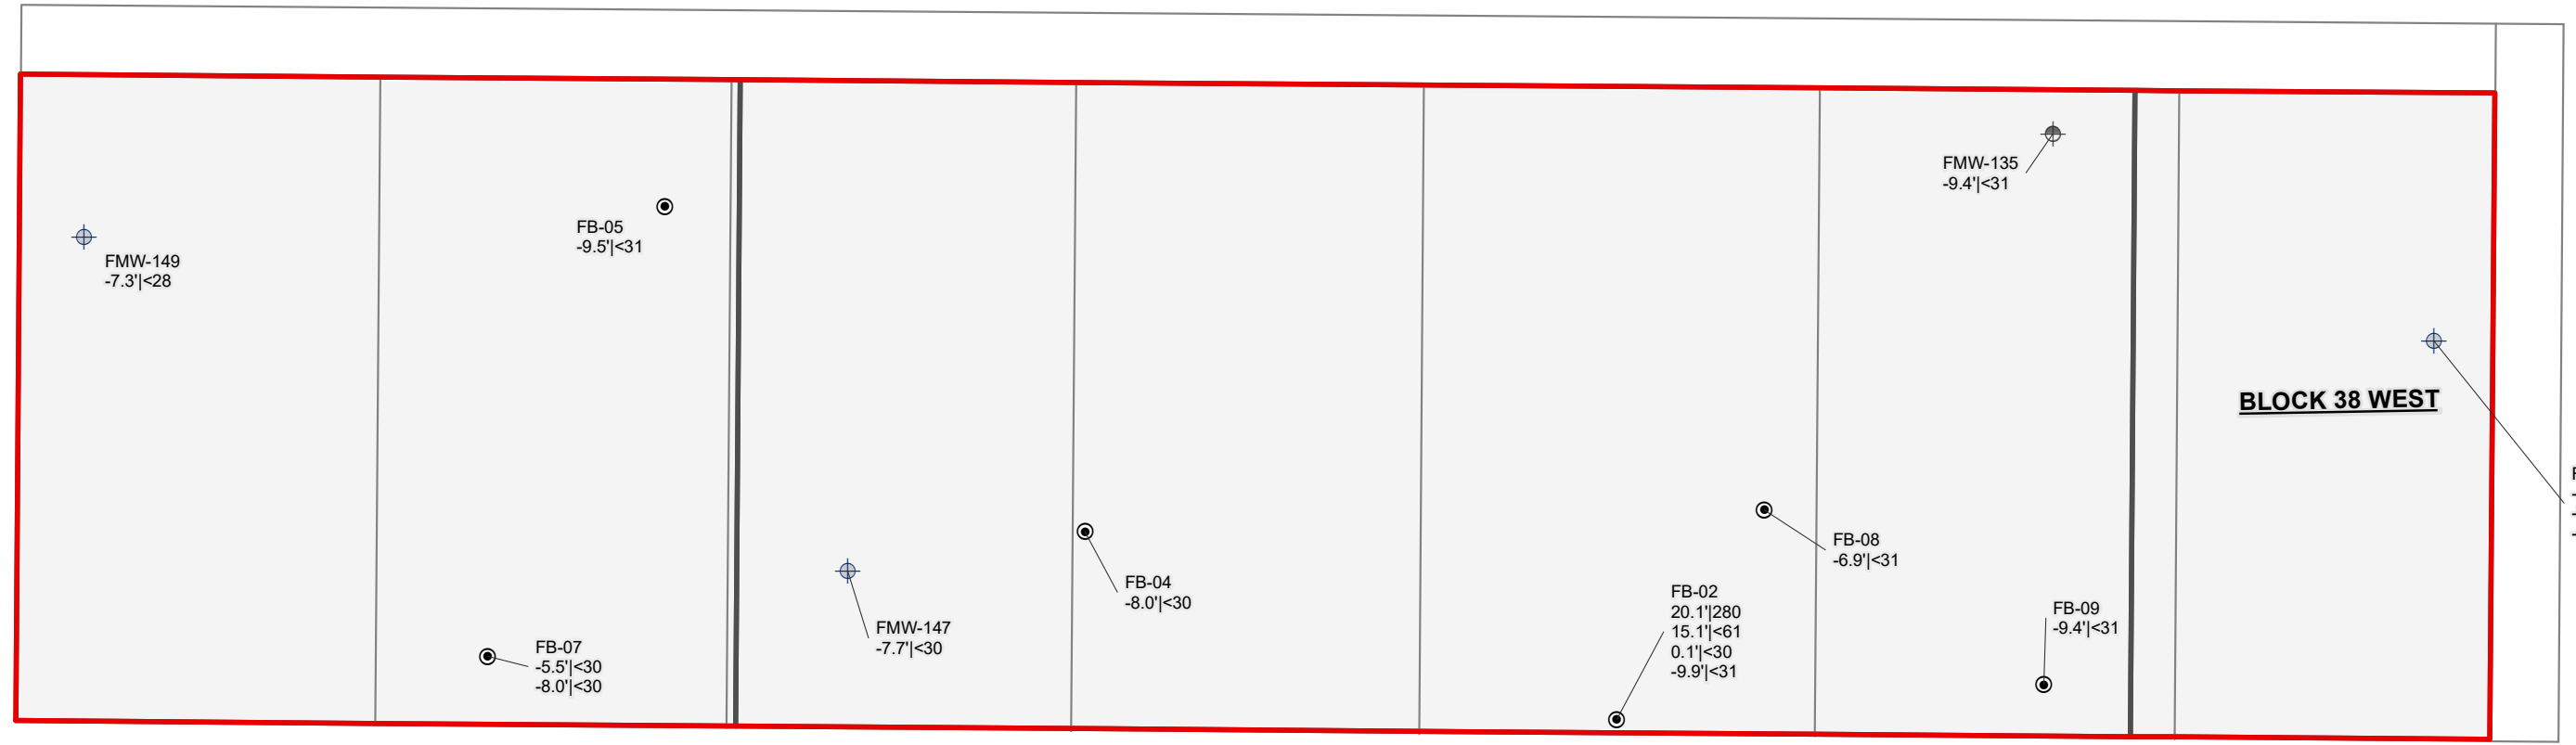 FMW-149
-7.3'|<28
FB-05
-9.5'|<31
FB-07
-5.5'|<30
-8.0'|<30
FMW-147
-7.7'|<30
FB-04
-8.0'|<30
FB-02
20.1'|280
15.1'|<61
0.1'|<30
-9.9'|<31
FB-08
-6.9'|<31
FMW-135
-9.4'|<31
FB-09
-9.4'|<31
BLOCK 38 WEST